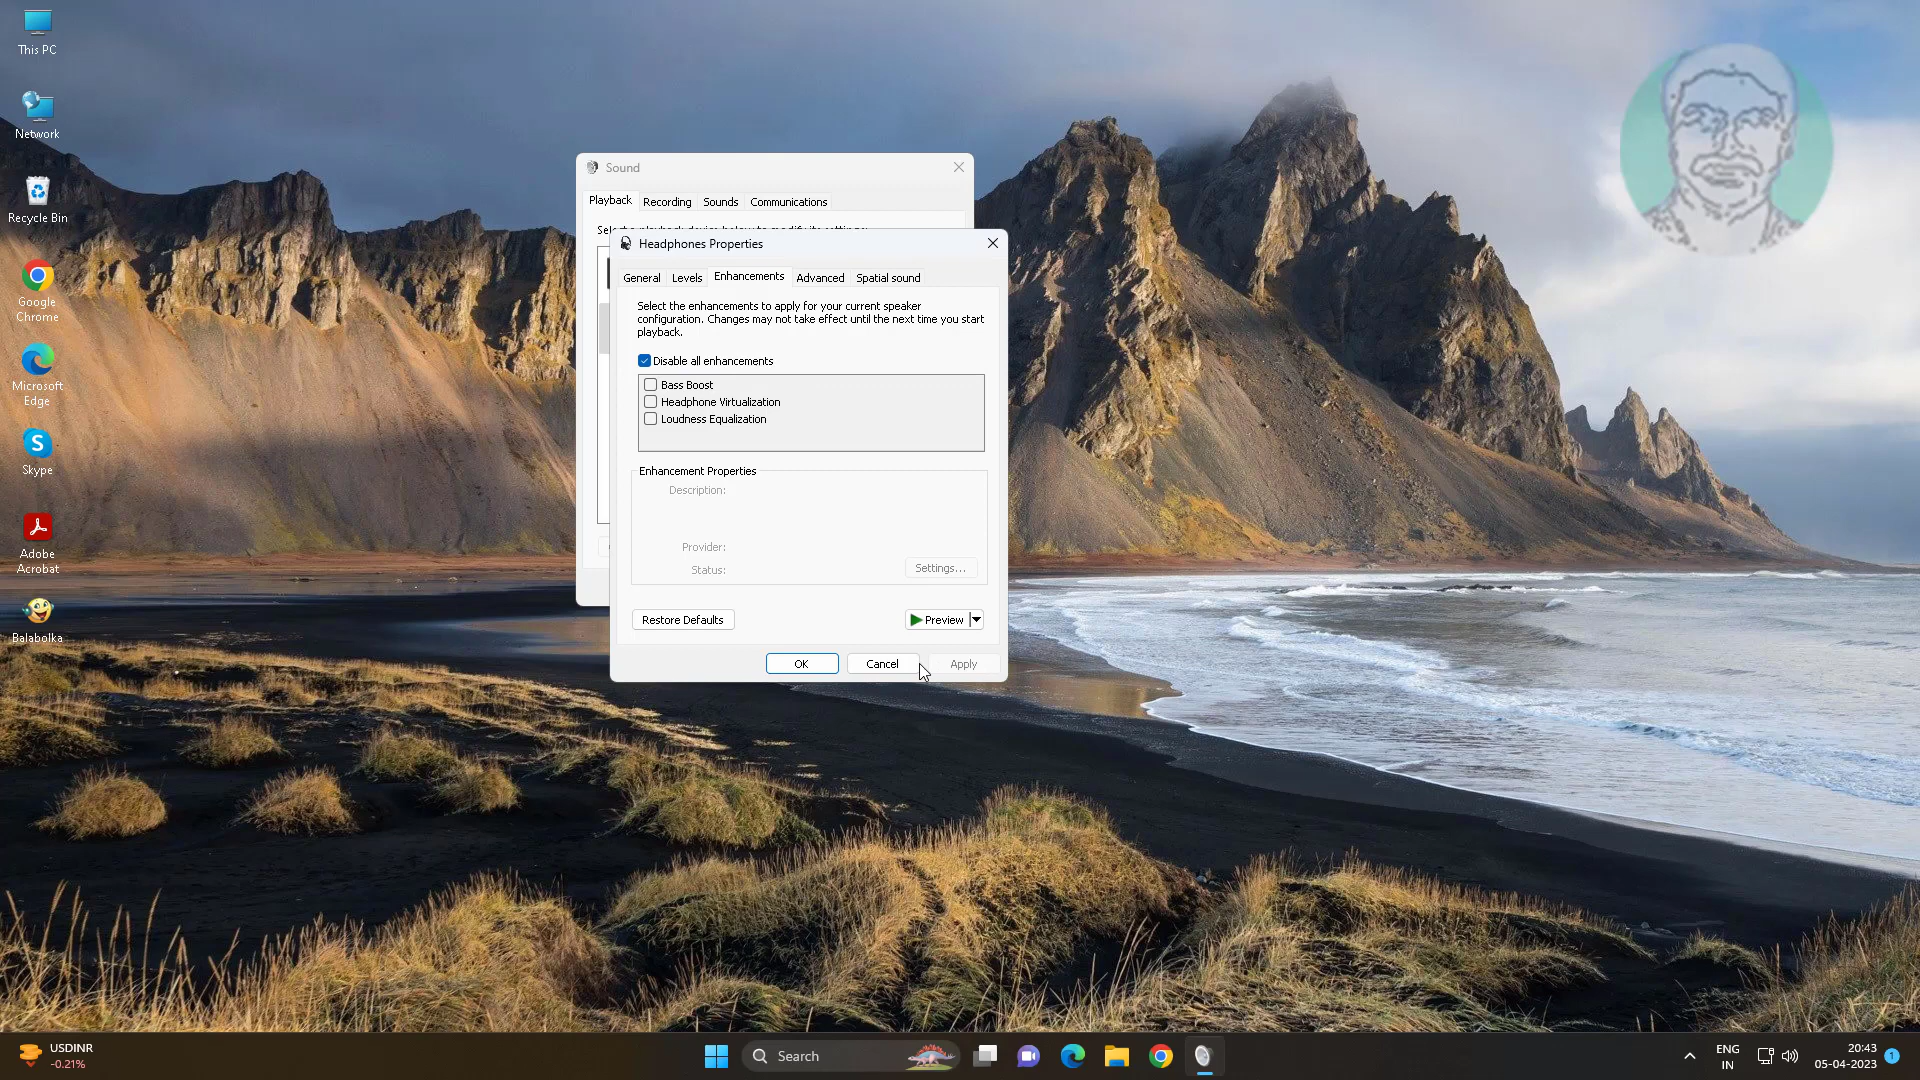 This PC
Network
Recycle Bin
Google
Chrome
Microsoft
Edge
Skype
Adobe
Acrobat
Balabolka
Sound
Playback
Recording
Sounds
Communications
Headphones Properties
General
Levels
Enhancements
Advanced
Spatial sound
Select the enhancements to apply for your current speaker
configuration. Changes may not take effect until the next time you start
playback.
Disable all enhancements
Bass Boost
Headphone Virtualization
Loudness Equalization
Enhancement Properties
Description:
Provider:
Status:
Settings...
Restore Defaults
Preview
OK
Cancel
Apply
USDINR
-0.21%
Search
ENG
IN
20:43
05-04-2023
1